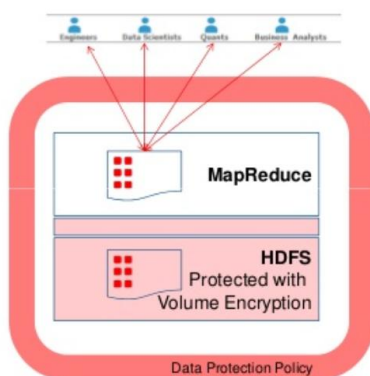 Engineers Data Scientists Quants Business Analysts
MapReduce
HDFS
Protected with
Volume Encryption
Data Protection Policy